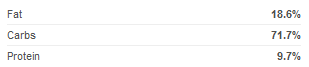 Fat 18.6%
Carbs 71.7%
Protein 9.7%